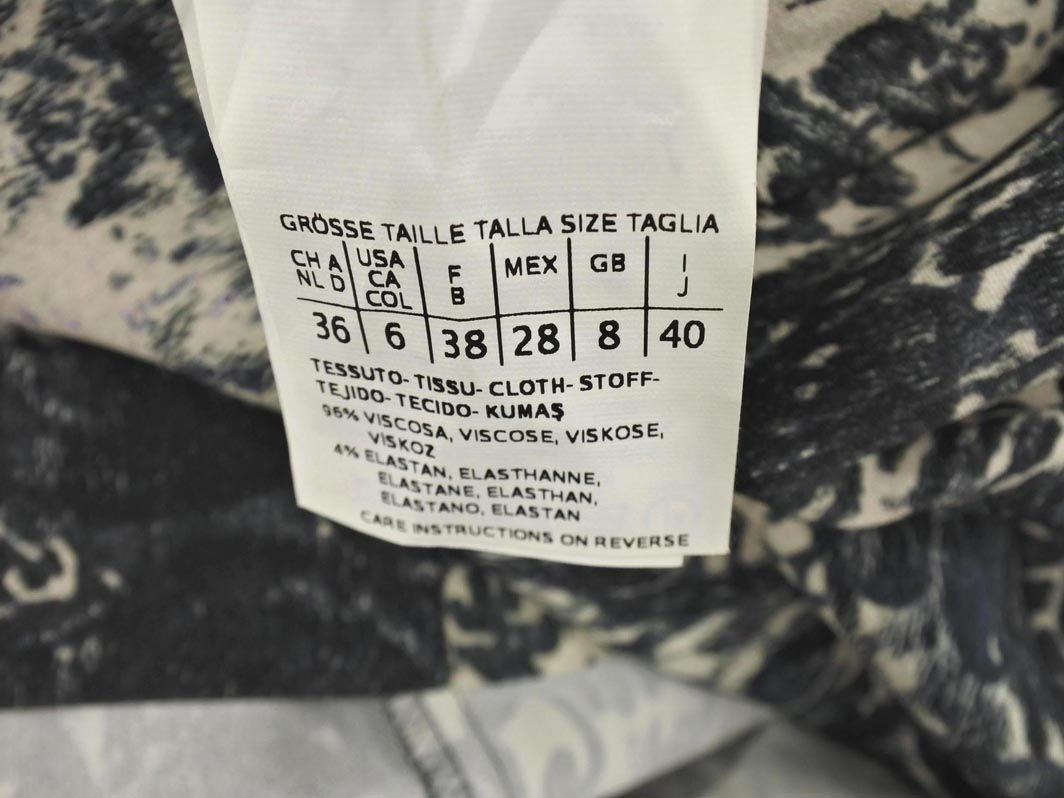 GRÖSSE TAILLE TALLA SIZE TAGLIA
CH A NL D | USA CA COL | F B | MEX | GB | I J
36 | 6 | 38 | 28 | 8 | 40
TESSUTO- TISSU- CLOTH- STOFF-
TEJIDO- TECIDO- KUMAŞ
96% VISCOSA, VISCOSE, VISKOSE,
VISKOZ
4% ELASTAN, ELASTHANNE,
ELASTANE, ELASTHAN,
ELASTANO, ELASTAN
CARE INSTRUCTIONS ON REVERSE